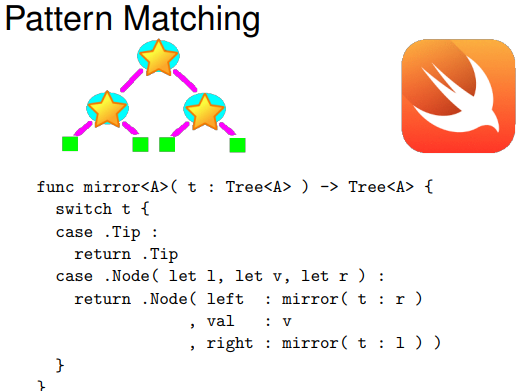 Pattern Matching
func mirror<A>( t : Tree<A> ) -> Tree<A> {
  switch t {
  case .Tip :
    return .Tip
  case .Node( let l, let v, let r ) :
    return .Node( left  : mirror( t : r )
                , val   : v
                , right : mirror( t : l ) )
  }
}